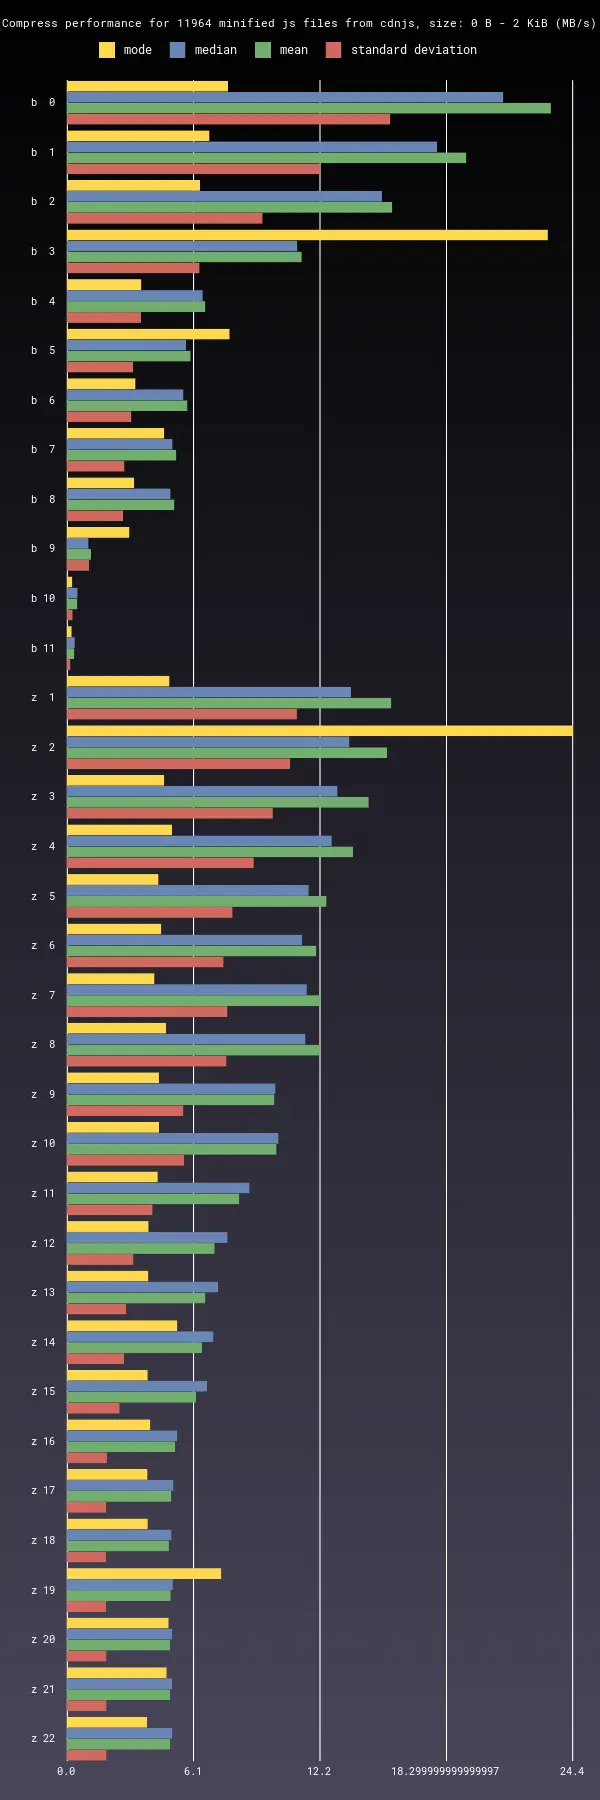 Compress performance for 11964 minified js files from cdnjs, size: 0 B - 2 KiB (MB/s)
mode median mean standard deviation
b 0
b 1
b 2
b 3
b 4
b 5
b 6
b 7
b 8
b 9
b 10
b 11
z 1
z 2
z 3
z 4
z 5
z 6
z 7
z 8
z 9
z 10
z 11
z 12
z 13
z 14
z 15
z 16
z 17
z 18
z 19
z 20
z 21
z 22
0.0 6.1 12.2 18.299999999999997 24.4